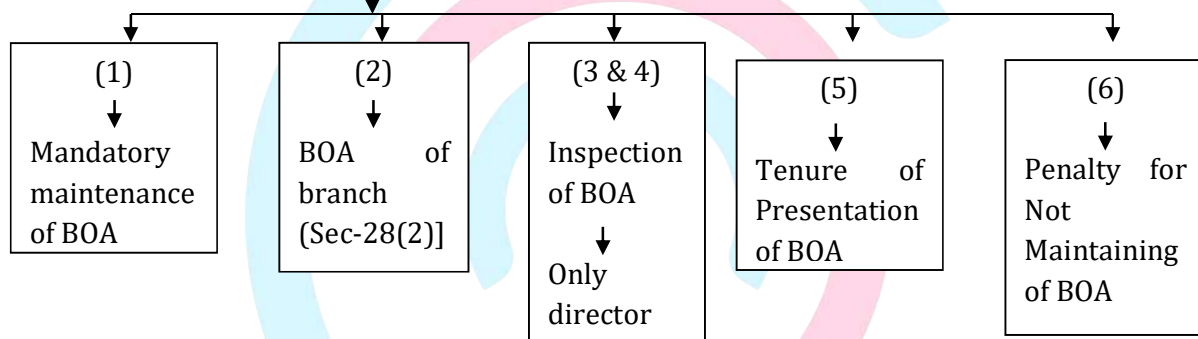 (1)
Mandatory
maintenance
of BOA
(2)
BOA of
branch
(Sec-28(2)]
(3 & 4)
Inspection
of BOA
Only
director
(5)
Tenure of
Presentation
of BOA
(6)
Penalty for
Not
Maintaining
of BOA